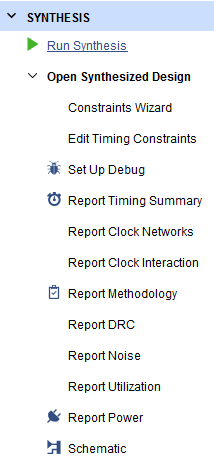 SYNTHESIS
Run Synthesis
Open Synthesized Design
Constraints Wizard
Edit Timing Constraints
Set Up Debug
Report Timing Summary
Report Clock Networks
Report Clock Interaction
Report Methodology
Report DRC
Report Noise
Report Utilization
Report Power
Schematic